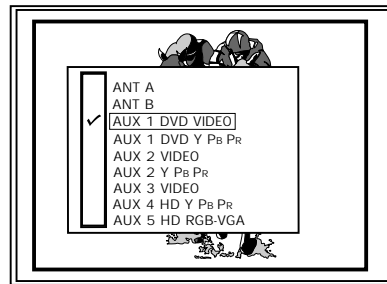 ANT A
ANT B
AUX 1 DVD VIDEO
AUX 1 DVD Y PB PR
AUX 2 VIDEO
AUX 2 Y PB PR
AUX 3 VIDEO
AUX 4 HD Y PB PR
AUX 5 HD RGB-VGA